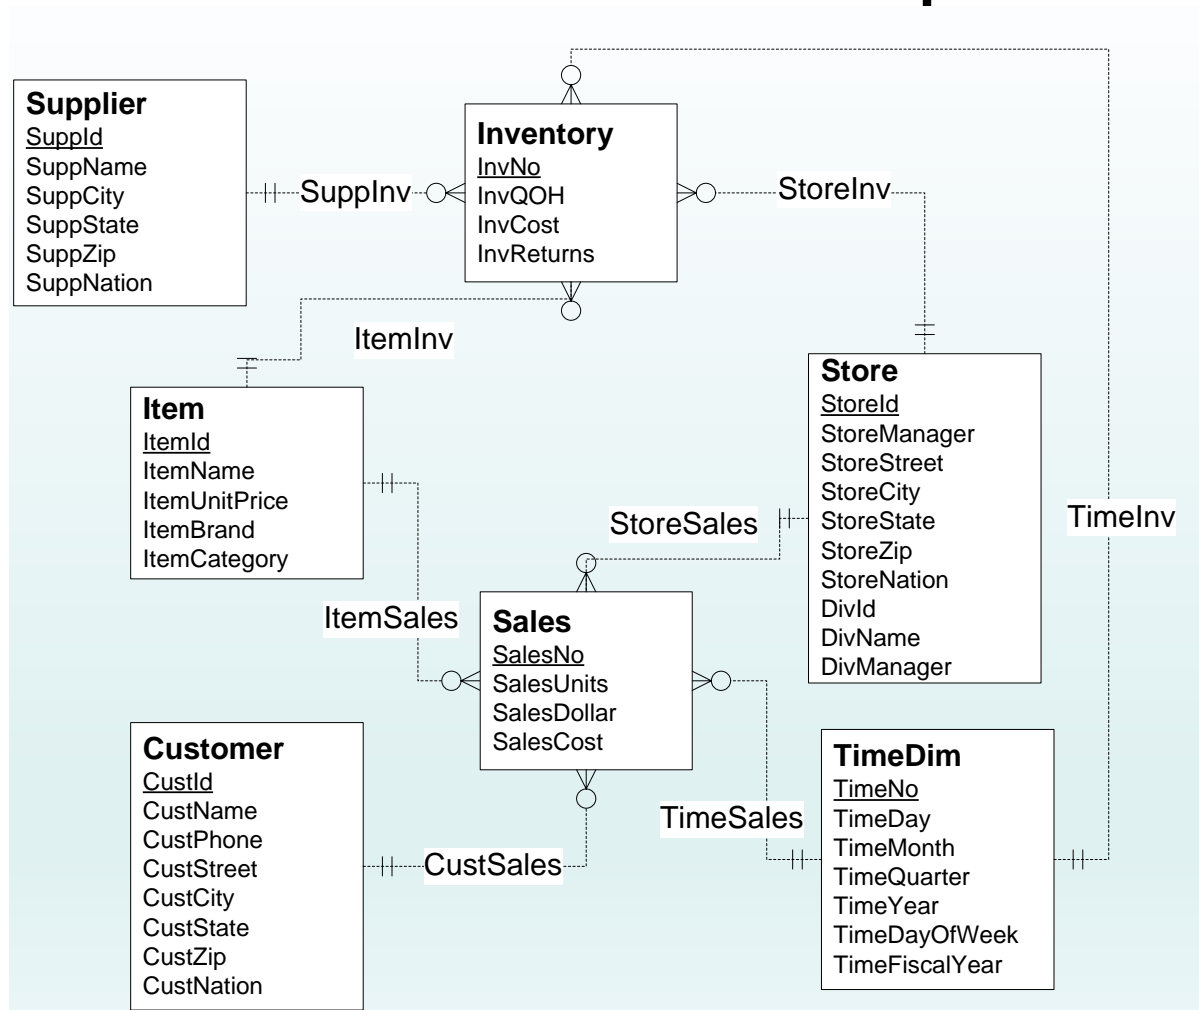 Supplier
SuppId
SuppName
SuppCity
SuppState
SuppZip
SuppNation
SuppInv
Inventory
InvNo
InvQOH
InvCost
InvReturns
StoreInv
ItemInv
Item
ItemId
ItemName
ItemUnitPrice
ItemBrand
ItemCategory
Store
StoreId
StoreManager
StoreStreet
StoreCity
StoreState
StoreZip
StoreNation
DivId
DivName
DivManager
StoreSales
TimeInv
ItemSales
Sales
SalesNo
SalesUnits
SalesDollar
SalesCost
Customer
CustId
CustName
CustPhone
CustStreet
CustCity
CustState
CustZip
CustNation
CustSales
TimeSales
TimeDim
TimeNo
TimeDay
TimeMonth
TimeQuarter
TimeYear
TimeDayOfWeek
TimeFiscalYear